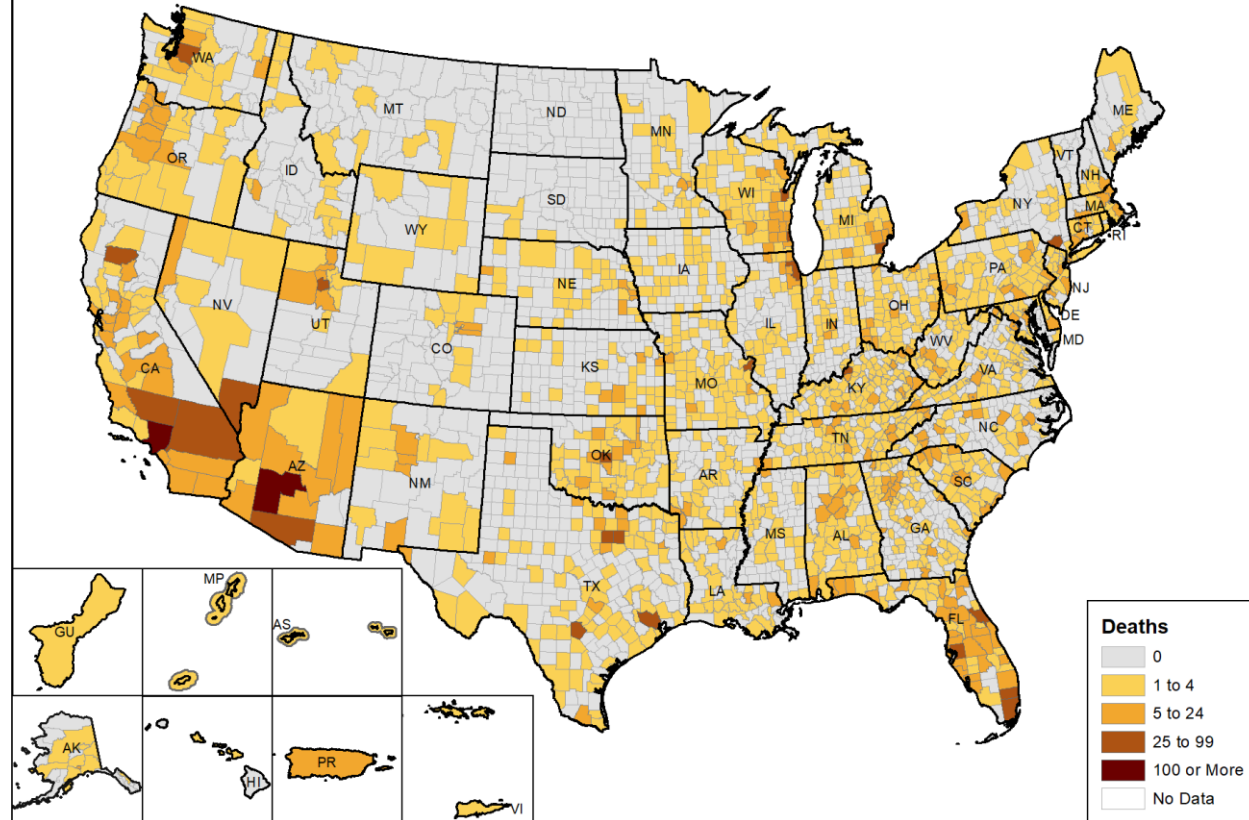 WA
MT
ND
MN
ME
OR
ID
SD
WI
MI
VT
NH
NY
MA
CT
RI
WY
IA
NE
PA
NJ
NV
UT
CO
IL
IN
OH
DE
MD
WV
VA
CA
KS
MO
KY
AZ
NM
OK
AR
TN
NC
SC
MS
AL
GA
TX
LA
FL
GU
MP
AS
AK
HI
PR
VI
Deaths
0
1 to 4
5 to 24
25 to 99
100 or More
No Data